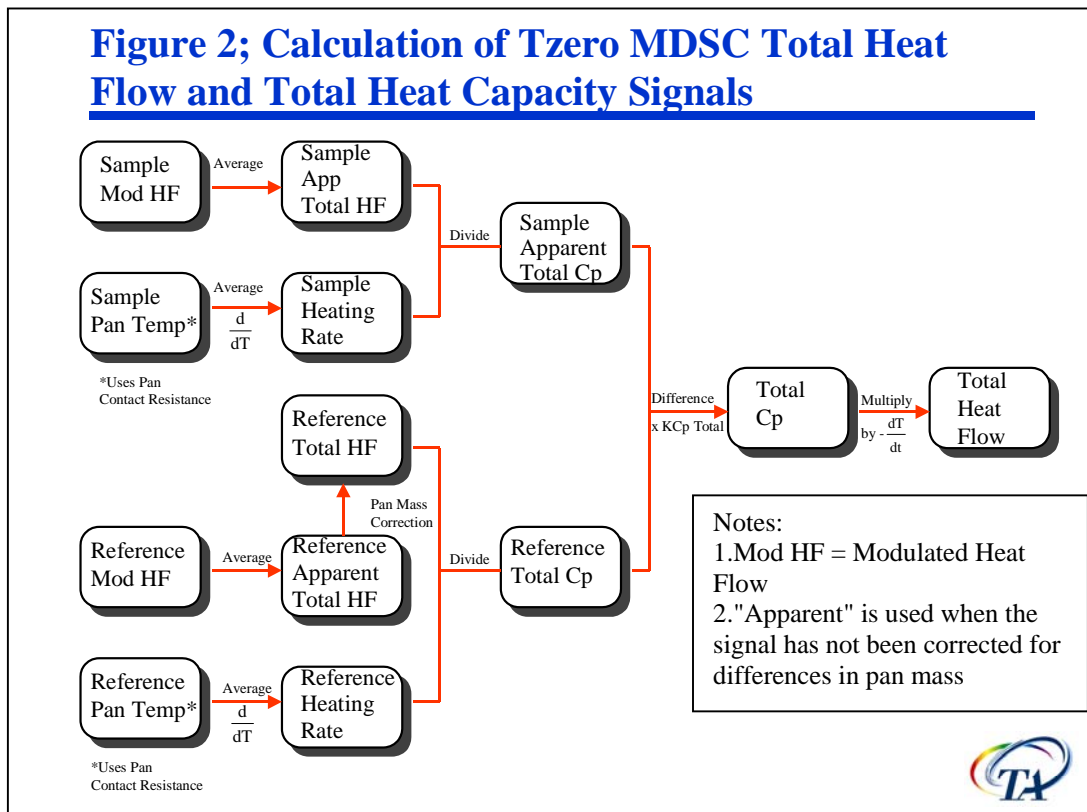 Figure 2; Calculation of Tzero MDSC Total Heat
Flow and Total Heat Capacity Signals
Sample
Mod HF
Average
Sample
App
Total HF
Sample
Pan Temp*
Average
d
dT
Sample
Heating
Rate
*Uses Pan
Contact Resistance
Divide
Sample
Apparent
Total Cp
Reference
Total HF
Pan Mass
Correction
Reference
Mod HF
Average
Reference
Apparent
Total HF
Divide
Reference
Total Cp
Reference
Pan Temp*
Average
d
dT
Reference
Heating
Rate
*Uses Pan
Contact Resistance
Difference
x KCp Total
Total
Cp
Multiply
by -dT
dt
Total
Heat
Flow
Notes:
1.Mod HF = Modulated Heat
Flow
2."Apparent" is used when the
signal has not been corrected for
differences in pan mass
TA